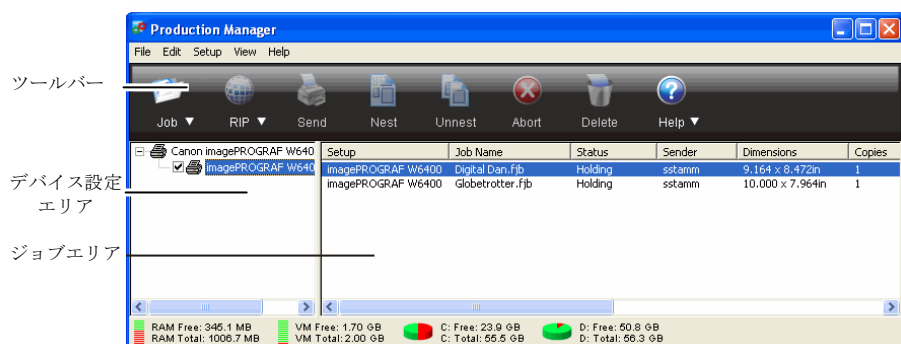 Production Manager
File Edit Setup View Help
ツールバー
Job RIP Send Nest Unnest Abort Delete Help
Canon imagePROGRAF W640
imagePROGRAF W640
デバイス設定
エリア
ジョブエリア
Setup Job Name Status Sender Dimensions Copies
imagePROGRAF W6400 Digital Dan.fjb Holding sstamm 9.164 x 8.472in 1
imagePROGRAF W6400 Globetrotter.fjb Holding sstamm 10.000 x 7.964in 1
RAM Free: 345.1 MB VM Free: 1.70 GB C: Free: 23.9 GB D: Free: 50.8 GB
RAM Total: 1006.7 MB VM Total: 2.00 GB C: Total: 55.5 GB D: Total: 56.3 GB